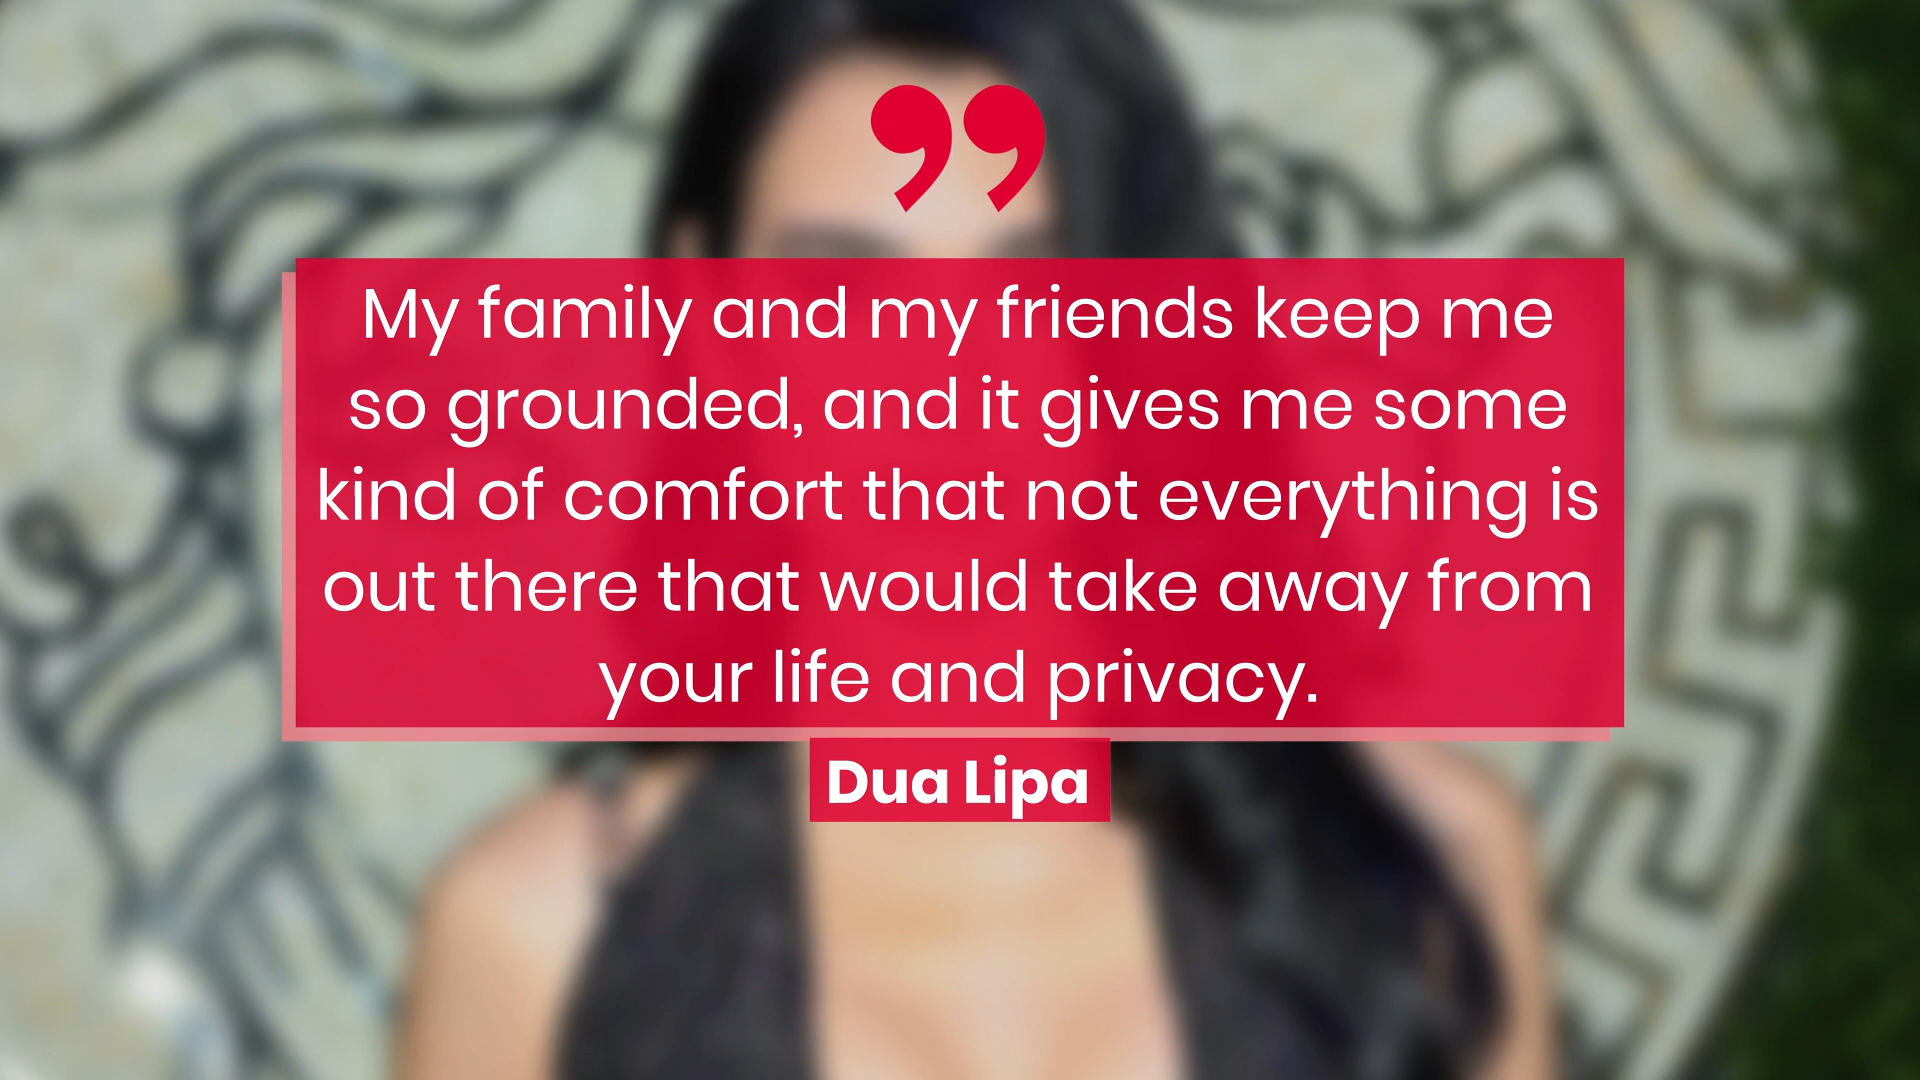 ”
My family and my friends keep me
so grounded, and it gives me some
kind of comfort that not everything is
out there that would take away from
your life and privacy.
Dua Lipa